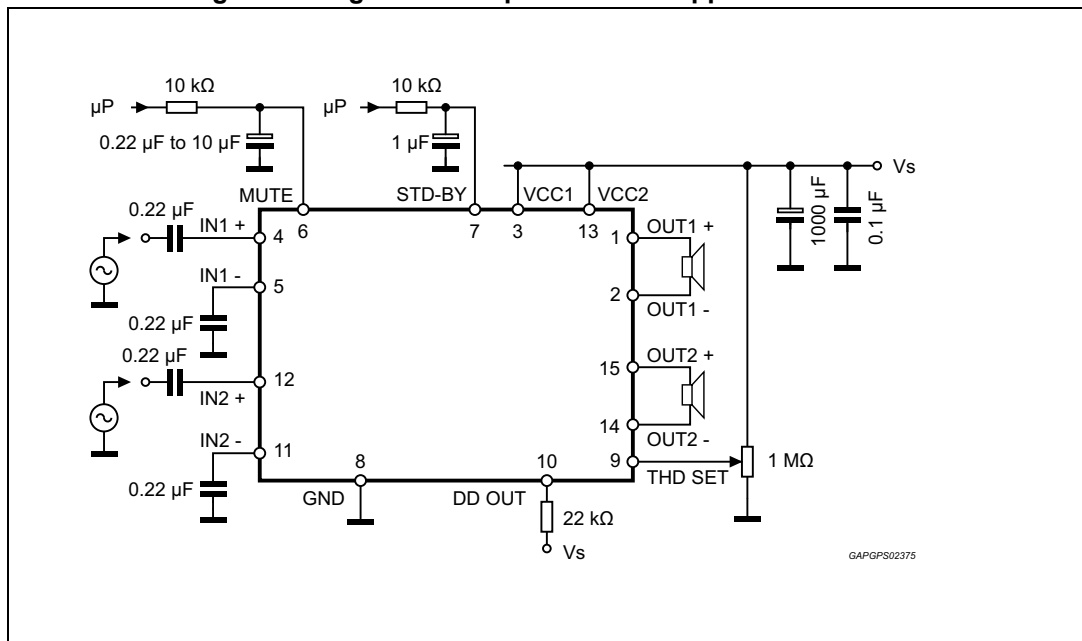 10 kΩ
10 kΩ
µP
µP
0.22 µF to 10 µF
1 µF
Vs
MUTE
STD-BY
VCC1
VCC2
1000 µF
0.1 µF
0.22 µF
IN1 +
4
6
7
3
13
1
OUT1 +
IN1 -
5
2
OUT1 -
0.22 µF
0.22 µF
12
IN2 +
15
OUT2 +
14
OUT2 -
IN2 -
11
9
THD SET
1 MΩ
0.22 µF
8
10
GND
DD OUT
22 kΩ
Vs
GAPGPS02375